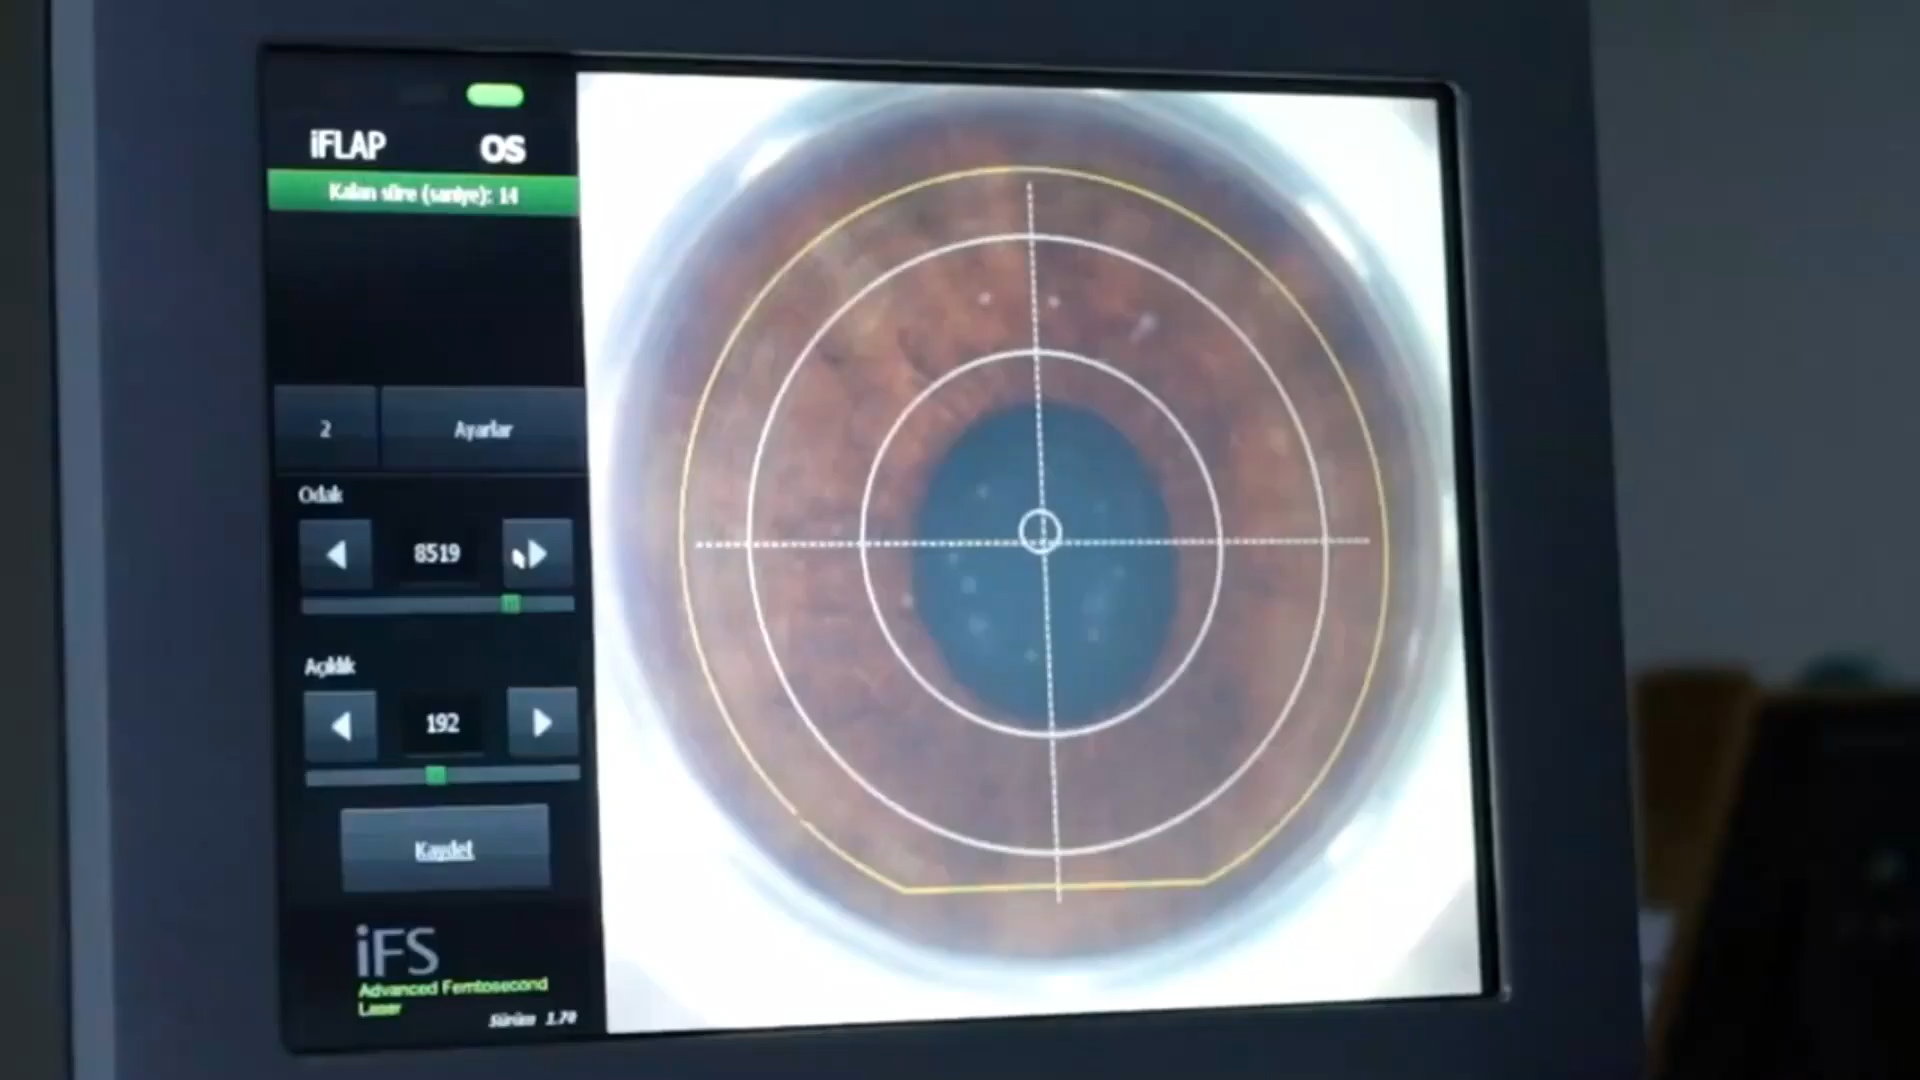 iFLAP OS
Kalan süre (saniye): 14
2 Ayarlar
Odak
8519
Açıklık
192
Kaydet
iFS
Advanced Femtosecond
Laser
Sürüm 1.70